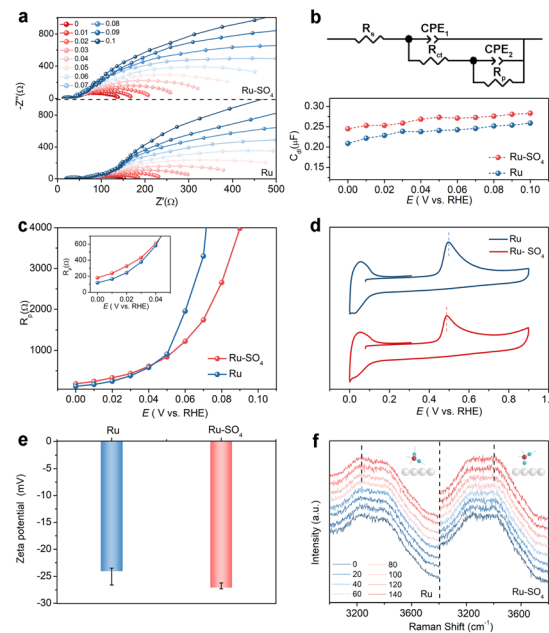 a
-Z''(Ω)
800
400
0
800
400
0
0
0.01
0.02
0.03
0.04
0.05
0.06
0.07
0.08
0.09
0.1
Ru-SO4
Ru
0 50 100 150 200 250 300 350 400 450 500
Z'(Ω)
b
Rs
CPE1
Rct
CPE2
Rp
Cdl(μF)
0.30
0.25
0.20
0.15
Ru-SO4
Ru
0.00 0.02 0.04 0.06 0.08 0.10
E ( V vs. RHE)
c
Rp(Ω)
4000
3000
2000
1000
Rp(Ω)
600
400
200
0
0.00 0.02 0.04
E ( V vs. RHE)
Ru-SO4
Ru
0.00 0.02 0.04 0.06 0.08 0.10
E ( V vs. RHE)
d
Ru
Ru- SO4
0.0 0.2 0.4 0.6 0.8 1.0
E ( V vs. RHE)
e
Ru Ru-SO4
Zeta potential (mV)
0
-5
-10
-15
-20
-25
-30
f
Intensity (a.u.)
0
20
40
60
80
100
120
140
Ru
Ru-SO4
3200 3600 3200 3600
Raman Shift (cm-1)